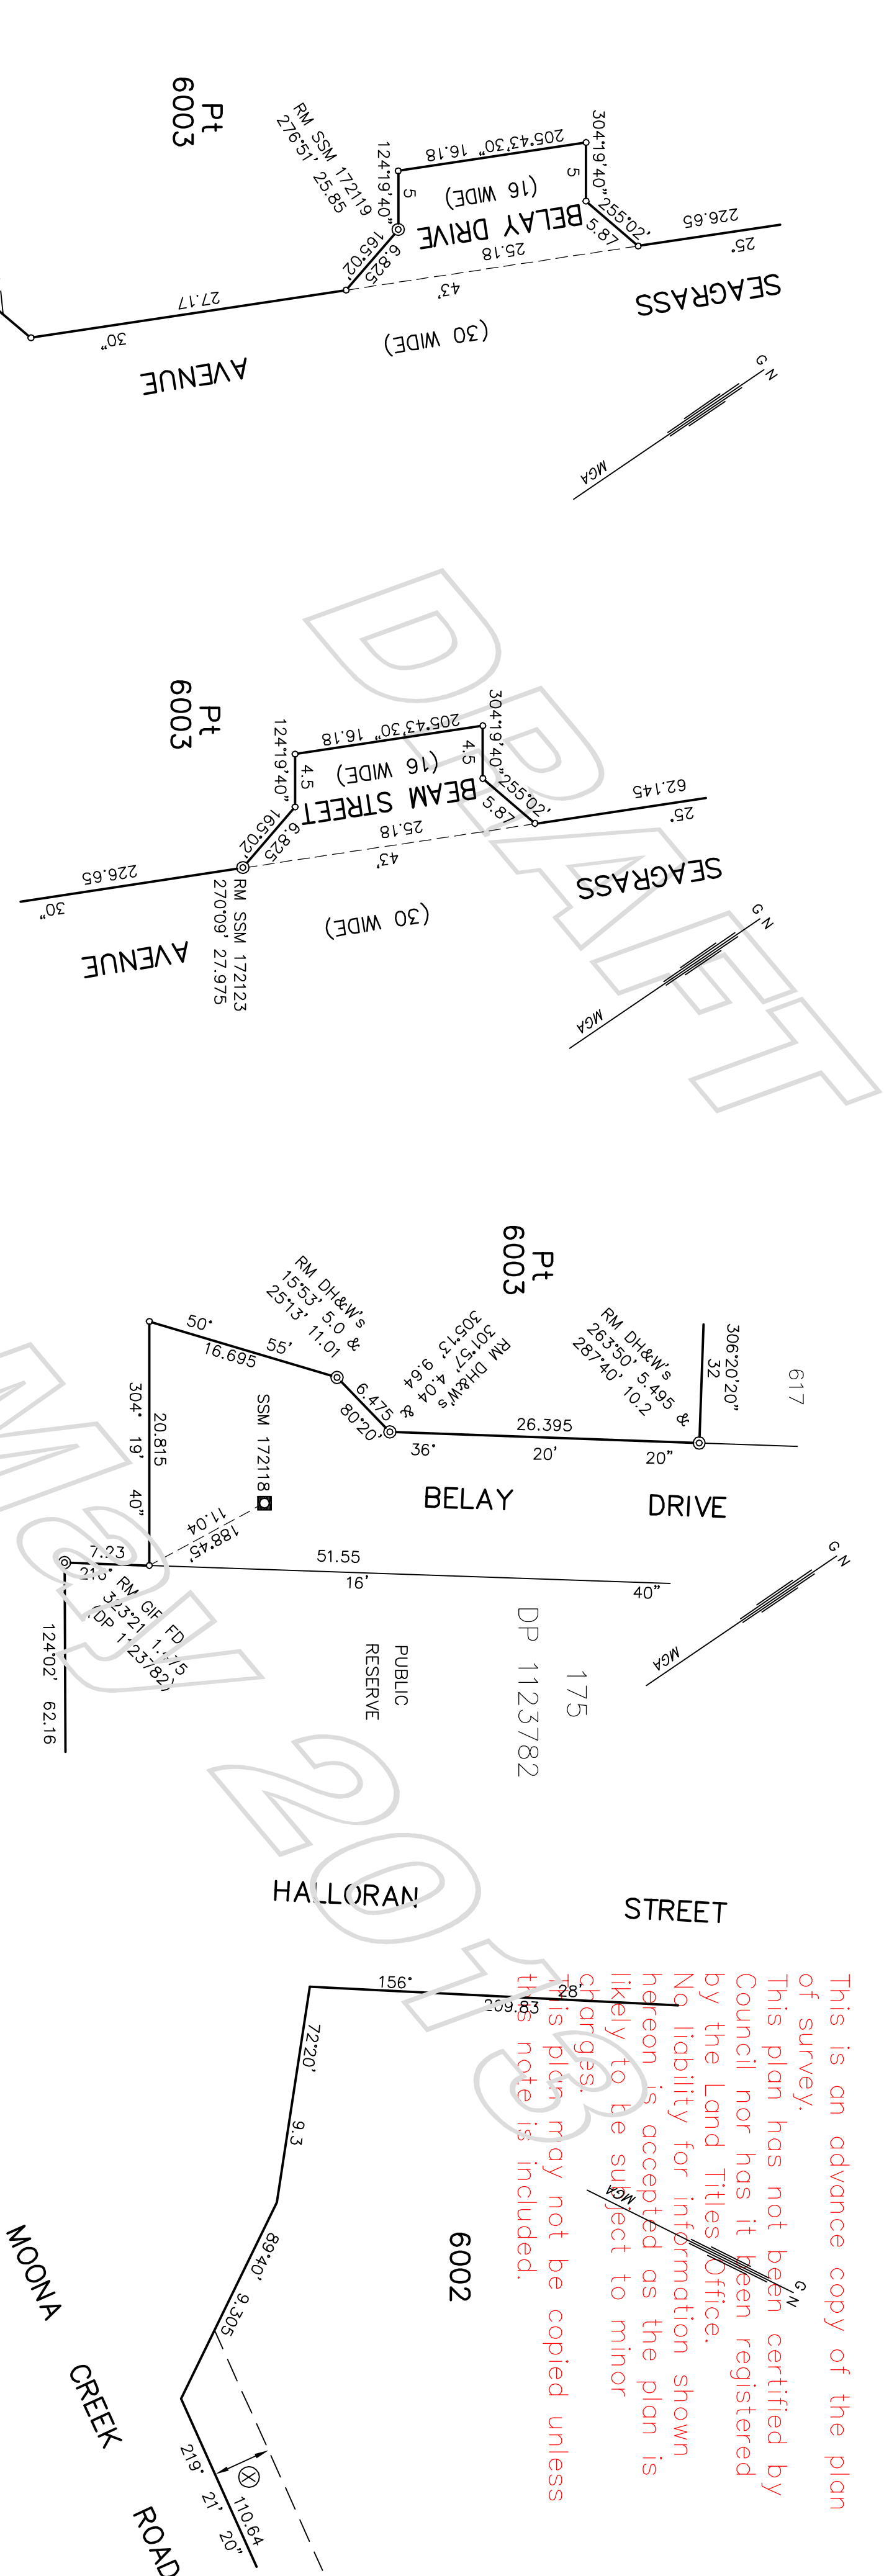 Pt
6003
RM SSM 172119
276°51' 25.85
304°19'40"
5
205°43'30" 16.18
124°19'40"
5
(16 WIDE)
BELAY DRIVE
255°02'
5.87
165°02'
6.825
25.18
43'
226.65
25°
27.17
30"
(30 WIDE)
SEAGRASS
AVENUE
G N
MGA
DRAFT
Pt
6003
304°19'40"
4.5
205°43'30" 16.18
124°19'40"
4.5
(16 WIDE)
BEAM STREET
255°02'
5.87
165°02'
6.825
25.18
43'
62.145
25°
226.65
30"
RM SSM 172123
270°09' 27.975
(30 WIDE)
SEAGRASS
AVENUE
G N
MGA
Pt
6003
617
306°20'20"
32
RM DH&W's
263°50' 5.495 &
287°40' 10.2
RM DH&W's
301°57' 4.04 &
305°13' 9.64
RM DH&W's
15°53' 5.0 &
25°13' 11.01
50° 55'
16.695
6.475
80°20'
26.395
36° 20' 20"
BELAY DRIVE
SSM 172118
20.815
304° 19' 40"
188°45'
11.04
51.55
16' 40"
7.23
RM GIP FD
(DP 1123782)
124°02' 62.16
PUBLIC
RESERVE
175
DP 1123782
G N
MGA
May 2013
HALLORAN STREET
156° 28'
209.83
72°20' 9.3
89°40' 9.305
6002
X
110.64
219° 21' 20"
MOONA CREEK ROAD
G N
MGA
This is an advance copy of the plan
of survey.
This plan has not been certified by
Council nor has it been registered
by the Land Titles Office.
No liability for information shown
hereon is accepted as the plan is
likely to be subject to minor
changes.
This plan may not be copied unless
this note is included.